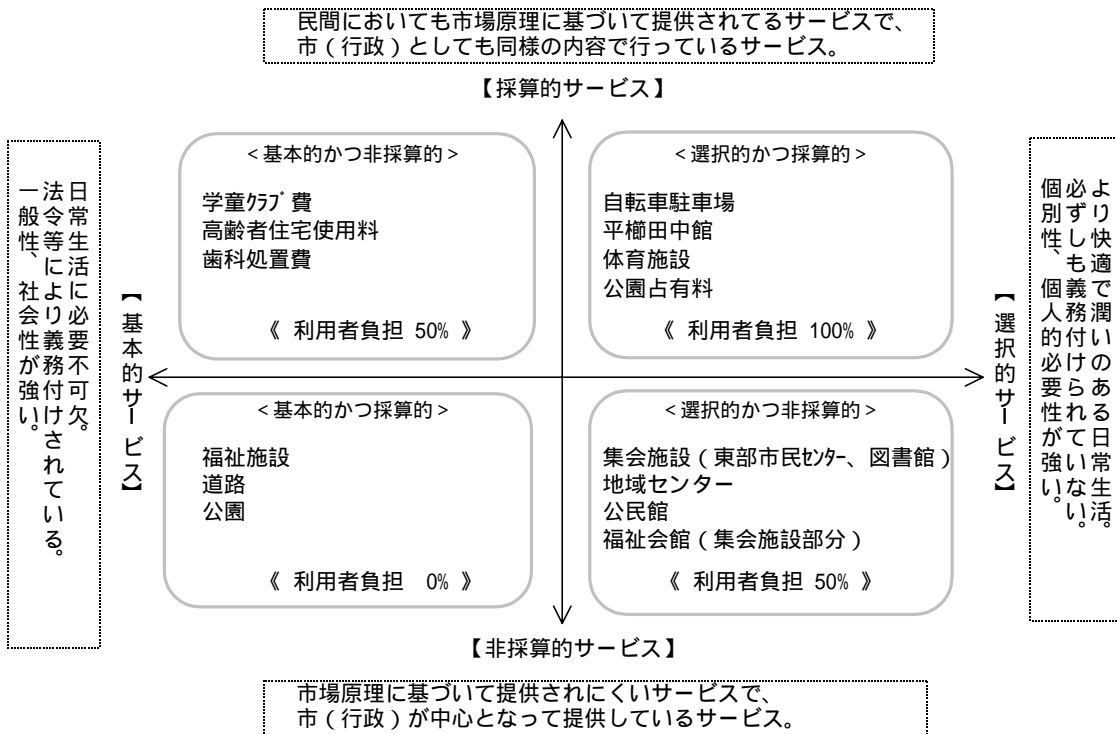 民間においても市場原理に基づいて提供されてるサービスで、
市(行政)としても同様の内容で行っているサービス。
【採算的サービス】
日常生活に必要不可欠。
法令等により義務付けされている。
一般性、社会性が強い。
【基本的サービス】
<基本的かつ非採算的>
学童クラブ費
高齢者住宅使用料
歯科処置費
《 利用者負担 50% 》
<選択的かつ採算的>
自転車駐車場
平櫛田中館
体育施設
公園占有料
《 利用者負担 100% 》
<基本的かつ採算的>
福祉施設
道路
公園
《 利用者負担 0% 》
<選択的かつ非採算的>
集会施設(東部市民センター、図書館)
地域センター
公民館
福祉会館(集会施設部分)
《 利用者負担 50% 》
【選択的サービス】
より快適で潤いのある日常生活。
必ずしも義務付けられていない。
個別性、個人的必要性が強い。
【非採算的サービス】
市場原理に基づいて提供されにくいサービスで、
市(行政)が中心となって提供しているサービス。